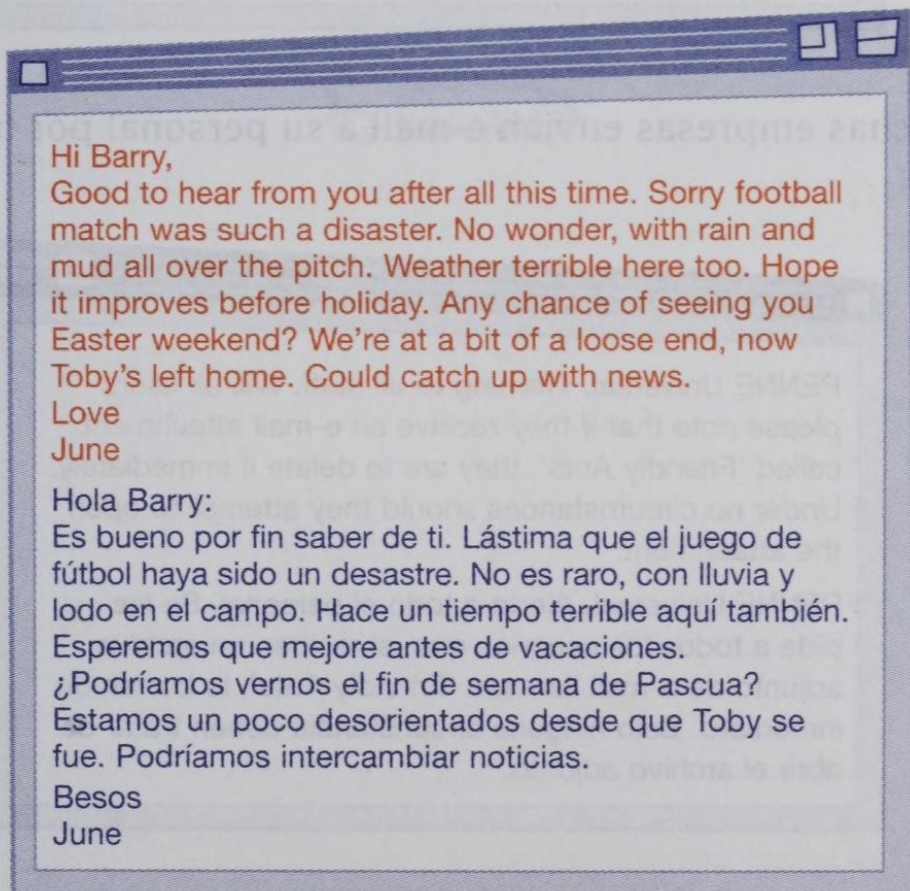 Hi Barry,
Good to hear from you after all this time. Sorry football
match was such a disaster. No wonder, with rain and
mud all over the pitch. Weather terrible here too. Hope
it improves before holiday. Any chance of seeing you
Easter weekend? We're at a bit of a loose end, now
Toby's left home. Could catch up with news.
Love
June
Hola Barry:
Es bueno por fin saber de ti. Lástima que el juego de
fútbol haya sido un desastre. No es raro, con lluvia y
lodo en el campo. Hace un tiempo terrible aquí también.
Esperemos que mejore antes de vacaciones.
¿Podríamos vernos el fin de semana de Pascua?
Estamos un poco desorientados desde que Toby se
fue. Podríamos intercambiar noticias.
Besos
June